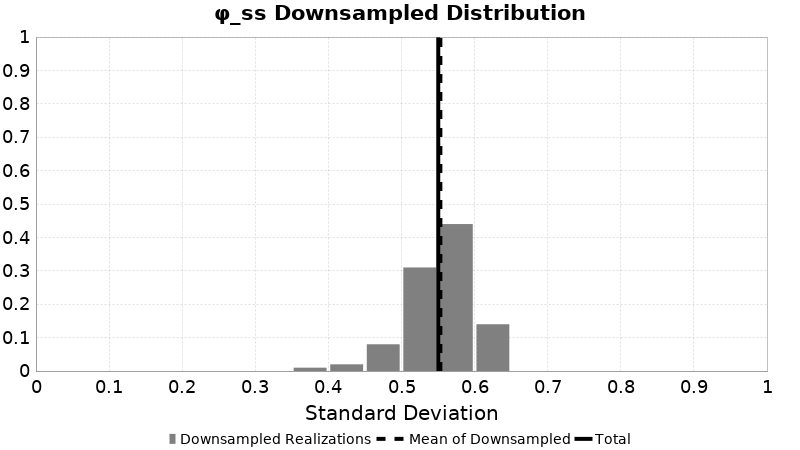 φ_ss Downsampled Distribution
1
0.9
0.8
0.7
0.6
0.5
0.4
0.3
0.2
0.1
0
0 0.1 0.2 0.3 0.4 0.5 0.6 0.7 0.8 0.9 1
Standard Deviation
Downsampled Realizations Mean of Downsampled Total